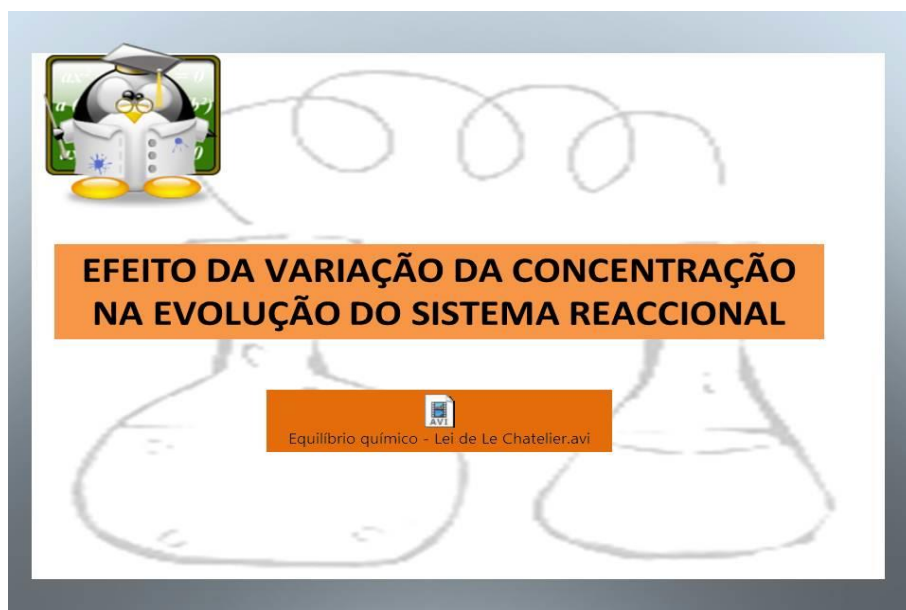 EFEITO DA VARIAÇÃO DA CONCENTRAÇÃO
NA EVOLUÇÃO DO SISTEMA REACCIONAL
AVI
Equilíbrio químico - Lei de Le Chatelier.avi